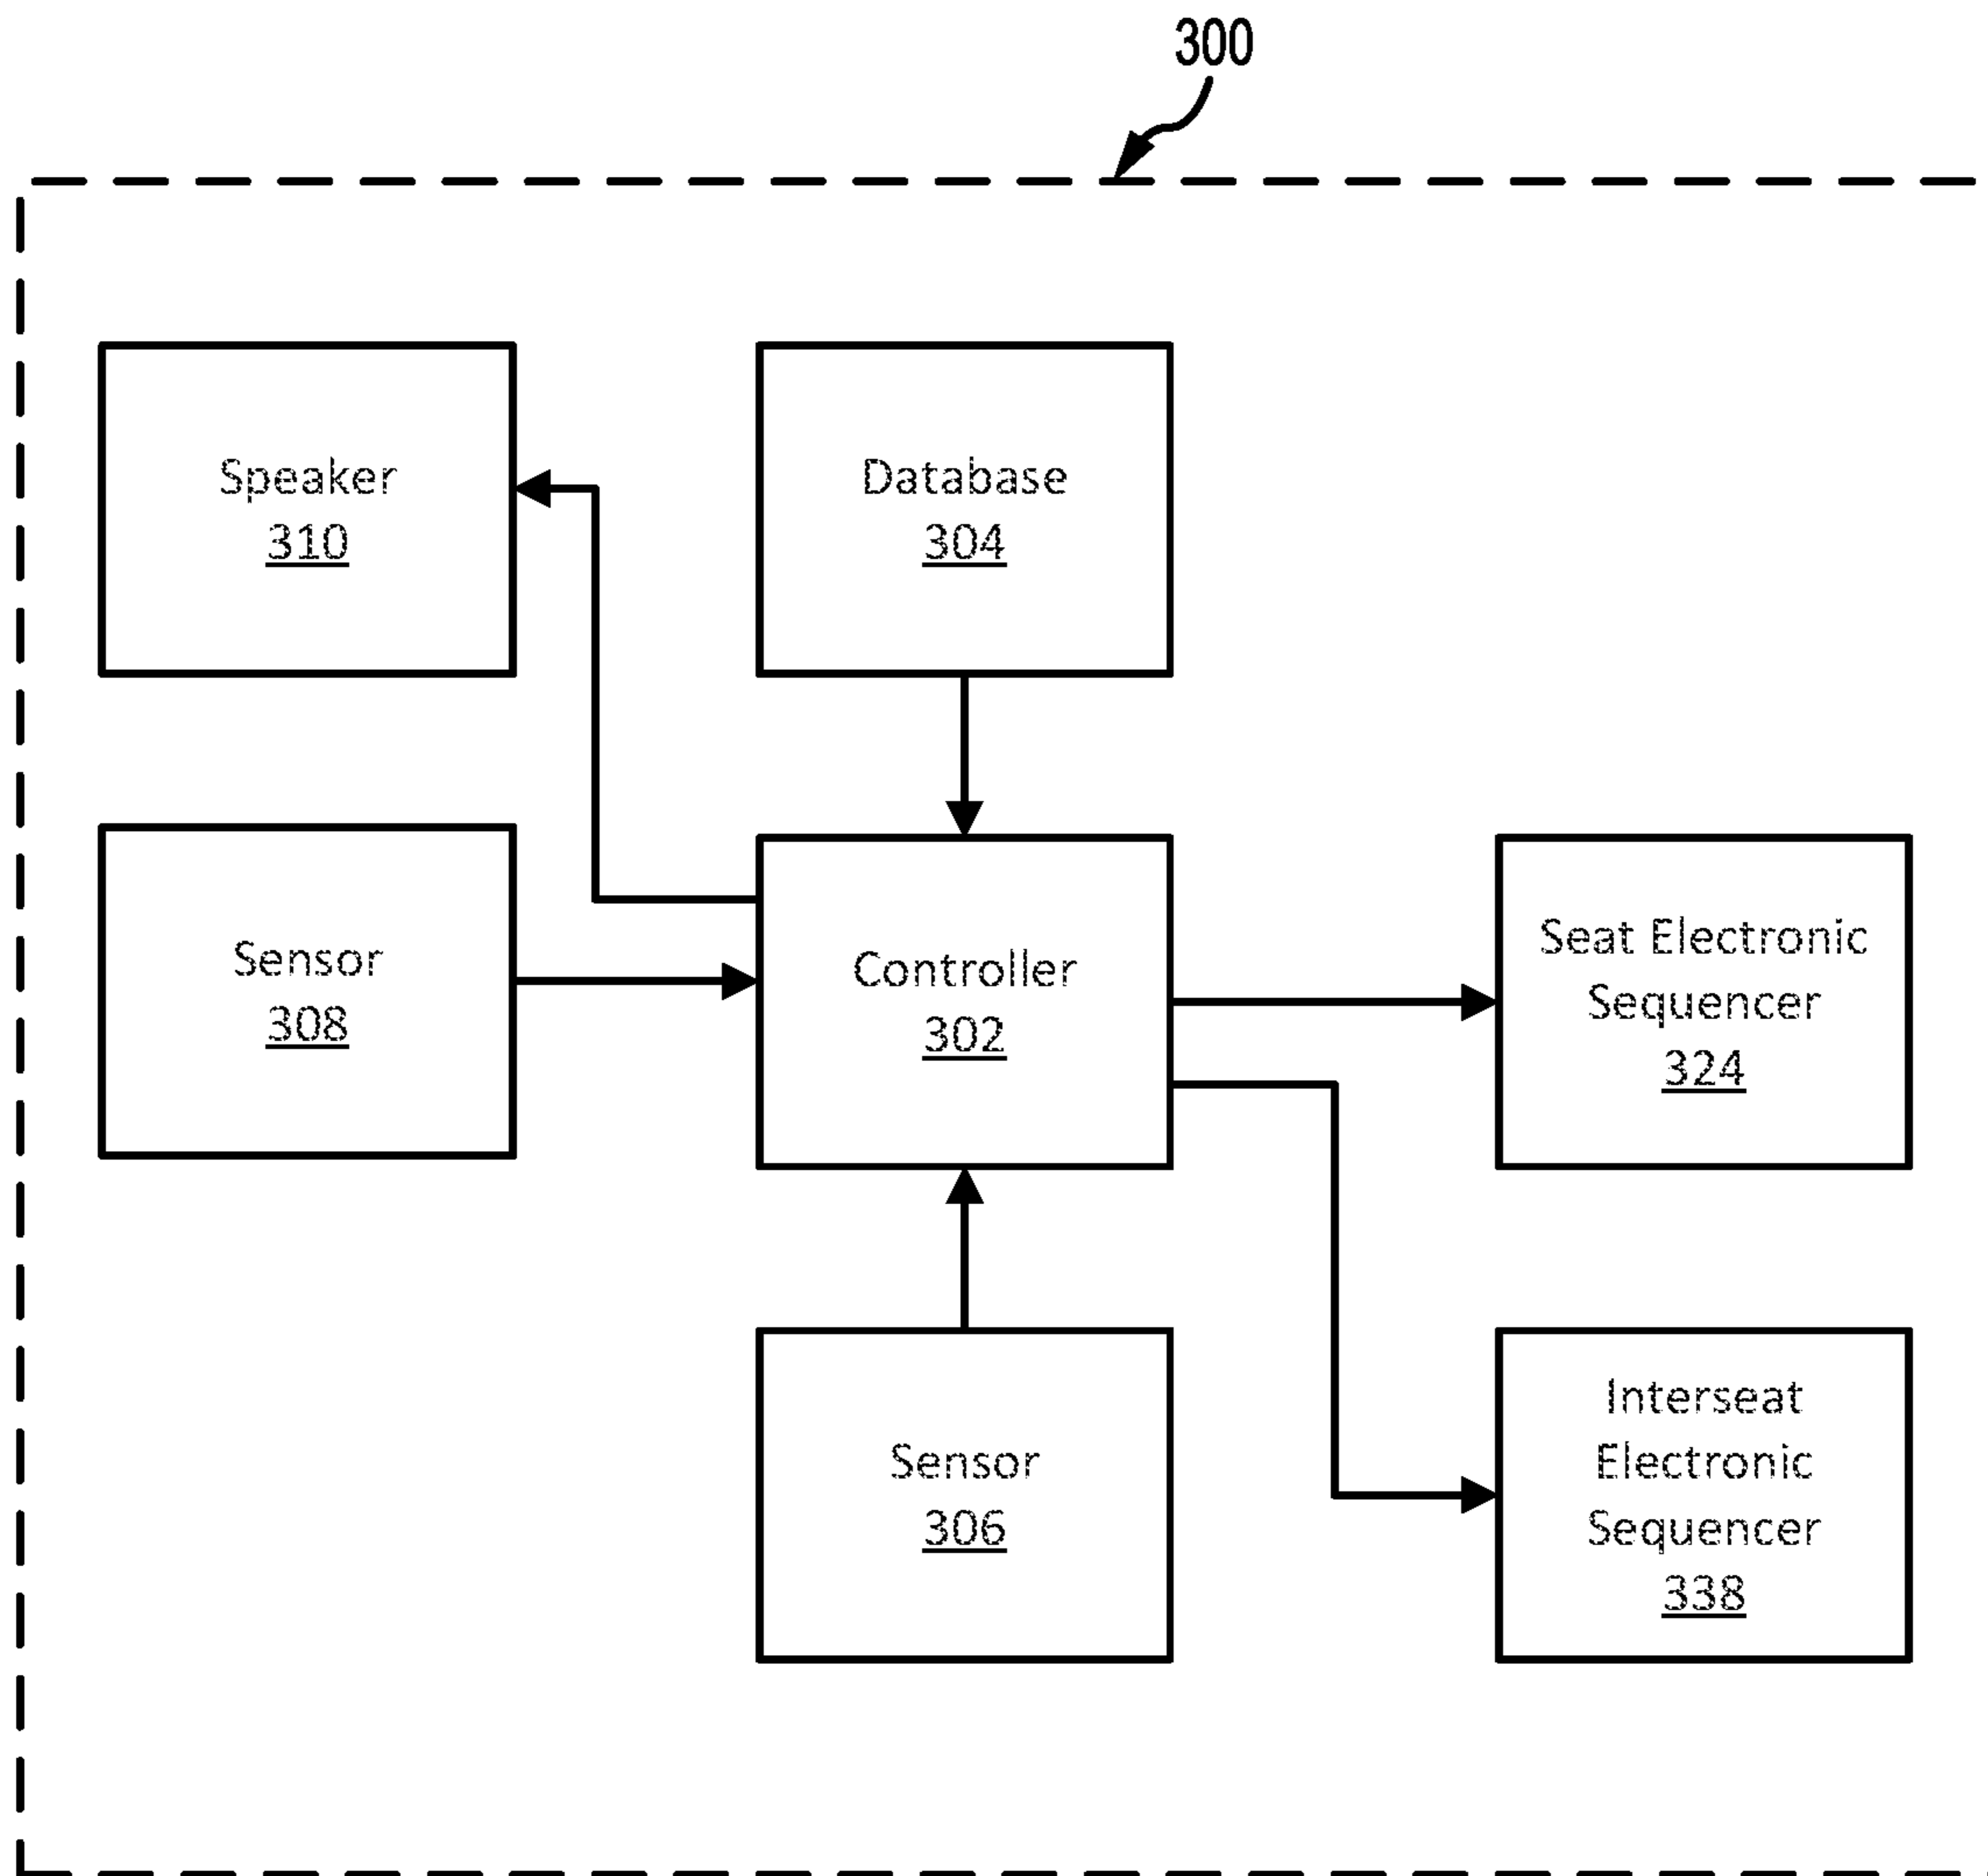 300
Speaker
310
Database
304
Sensor
308
Controller
302
Seat Electronic
Sequencer
324
Sensor
306
Interseat
Electronic
Sequencer
338